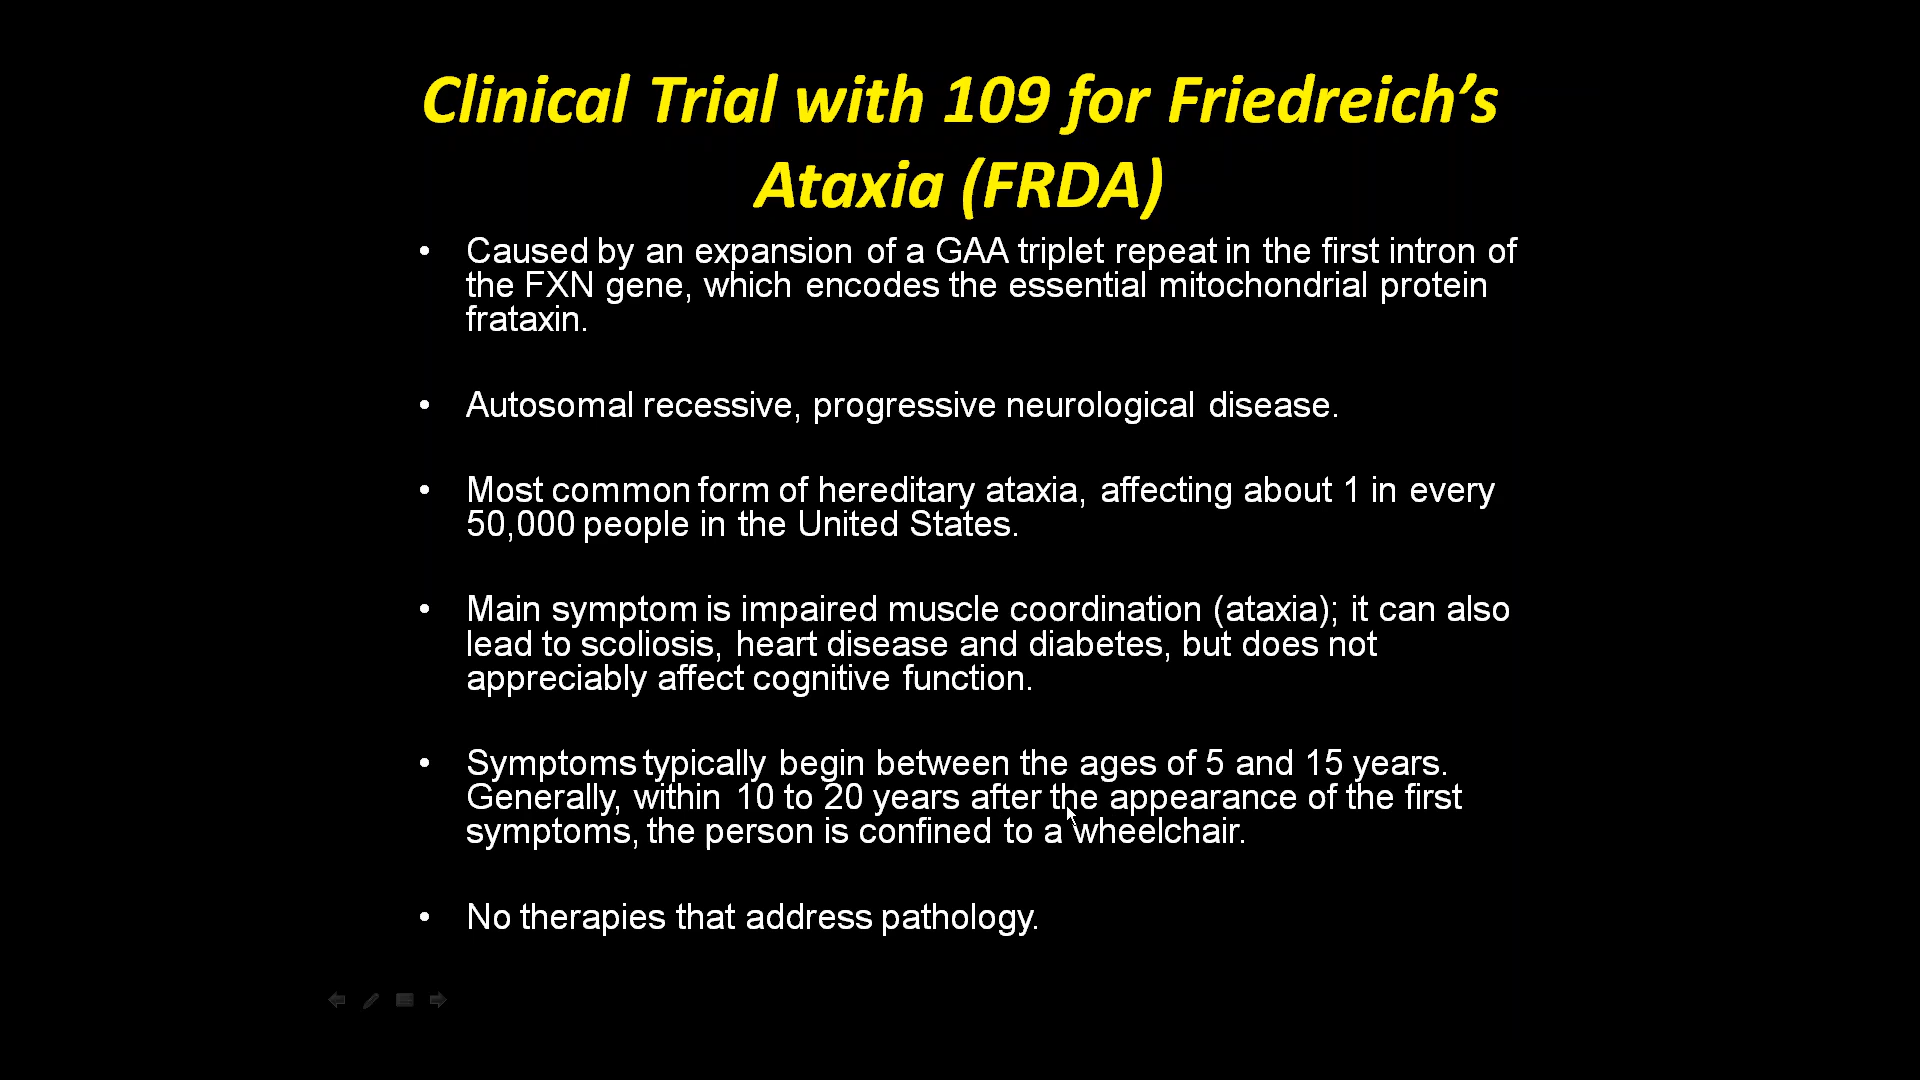 Clinical Trial with 109 for Friedreich’s
Ataxia (FRDA)
• Caused by an expansion of a GAA triplet repeat in the first intron of
the FXN gene, which encodes the essential mitochondrial protein
frataxin.
• Autosomal recessive, progressive neurological disease.
• Most common form of hereditary ataxia, affecting about 1 in every
50,000 people in the United States.
• Main symptom is impaired muscle coordination (ataxia); it can also
lead to scoliosis, heart disease and diabetes, but does not
appreciably affect cognitive function.
• Symptoms typically begin between the ages of 5 and 15 years.
Generally, within 10 to 20 years after the appearance of the first
symptoms, the person is confined to a wheelchair.
• No therapies that address pathology.